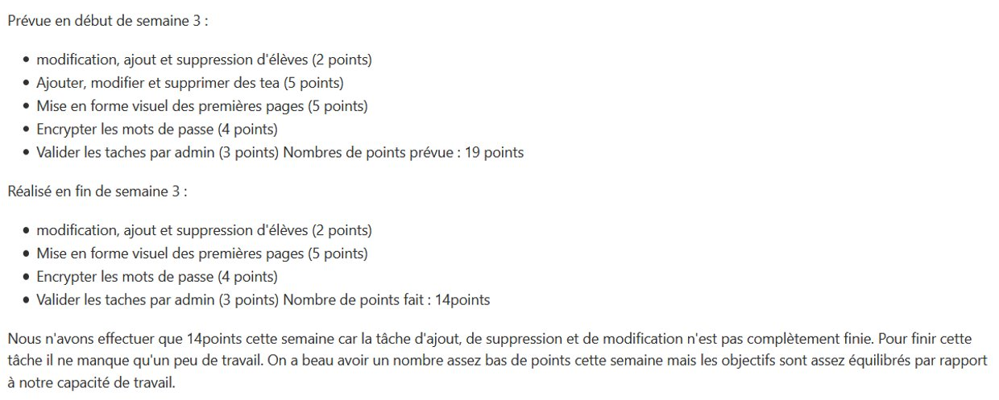 Prévue en début de semaine 3 :
• modification, ajout et suppression d'élèves (2 points)
• Ajouter, modifier et supprimer des tea (5 points)
• Mise en forme visuel des premières pages (5 points)
• Encrypter les mots de passe (4 points)
• Valider les taches par admin (3 points) Nombres de points prévue : 19 points
Réalisé en fin de semaine 3 :
• modification, ajout et suppression d'élèves (2 points)
• Mise en forme visuel des premières pages (5 points)
• Encrypter les mots de passe (4 points)
• Valider les taches par admin (3 points) Nombre de points fait : 14points
Nous n'avons effectuer que 14points cette semaine car la tâche d'ajout, de suppression et de modification n'est pas complètement finie. Pour finir cette
tâche il ne manque qu'un peu de travail. On a beau avoir un nombre assez bas de points cette semaine mais les objectifs sont assez équilibrés par rapport
à notre capacité de travail.